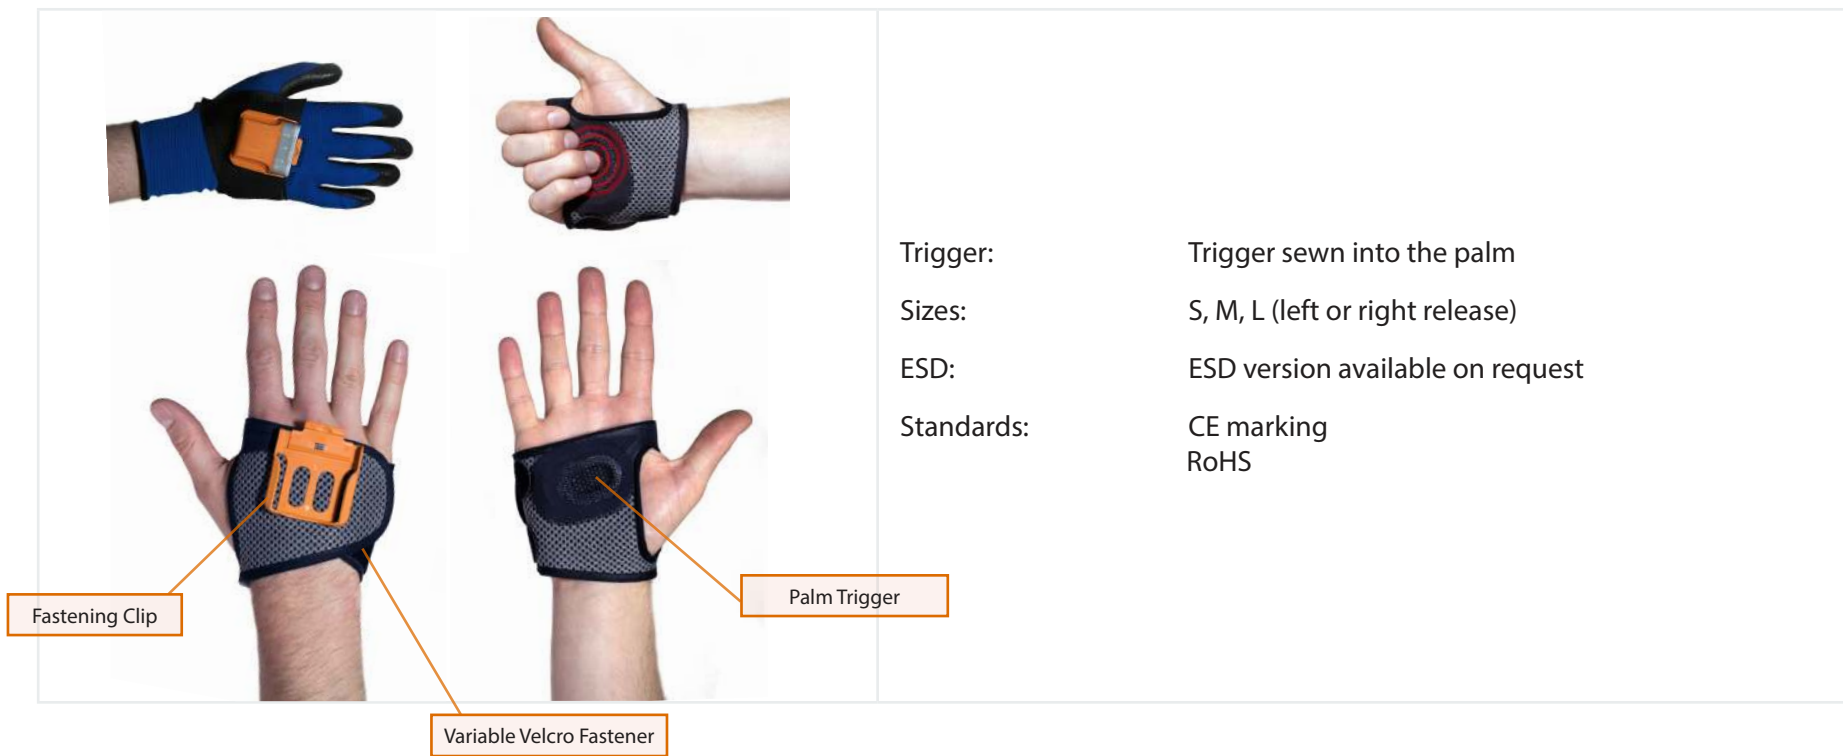 Trigger: Trigger sewn into the palm
Sizes: S, M, L (left or right release)
ESD: ESD version available on request
Standards: CE marking
RoHS
Fastening Clip
Palm Trigger
Variable Velcro Fastener